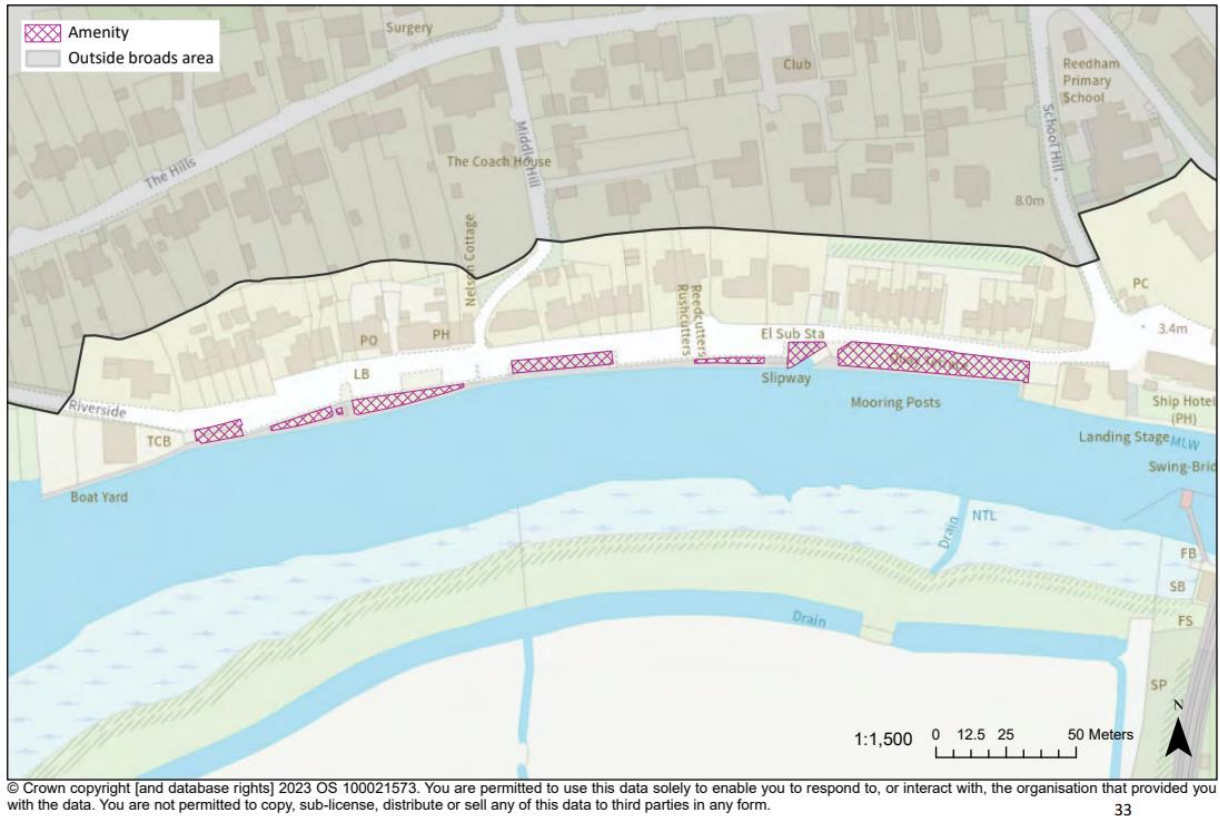 Amenity
Outside broads area
Surgery
Club
Reedham
Primary
School
School Hill
Middle Hill
The Coach House
The Hills
8.0m
Nelson Cottage
PC
3.4m
Reedcutters
Rushcutters
El Sub Sta
PO
PH
LB
Slipway
Mooring Posts
Riverside
TCB
Boat Yard
Ship Hotel
(PH)
Landing Stage
MLW
Swing-Brid
Drain
NTL
FB
SB
FS
Drain
SP
N
1:1,500
0 12.5 25 50 Meters
© Crown copyright [and database rights] 2023 OS 100021573. You are permitted to use this data solely to enable you to respond to, or interact with, the organisation that provided you
with the data. You are not permitted to copy, sub-license, distribute or sell any of this data to third parties in any form.
33